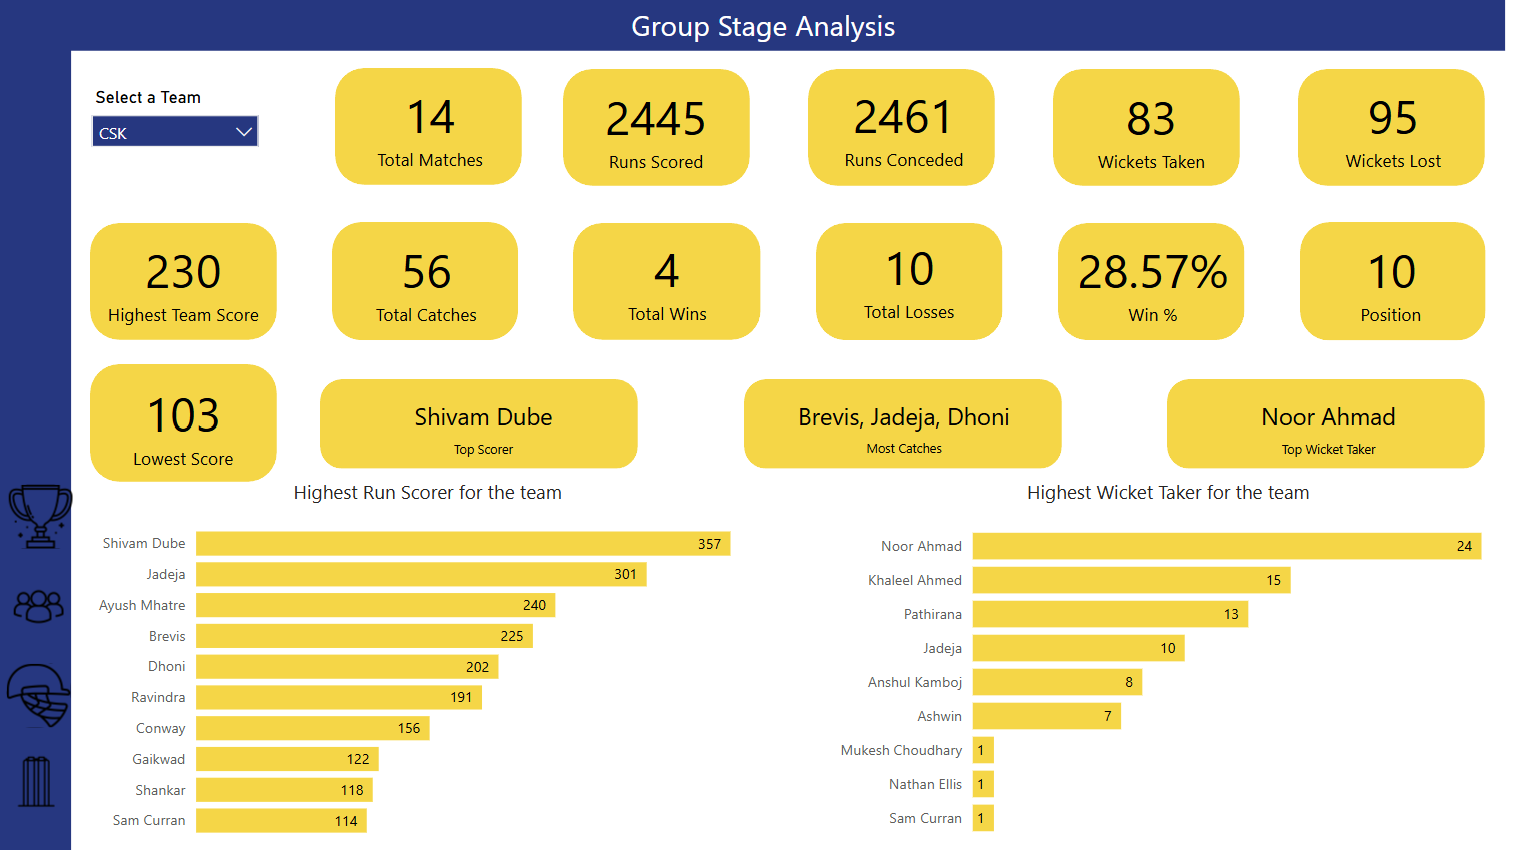 Group Stage Analysis
Select a Team
CSK
14
Total Matches
2445
Runs Scored
2461
Runs Conceded
83
Wickets Taken
95
Wickets Lost
230
Highest Team Score
56
Total Catches
4
Total Wins
10
Total Losses
28.57%
Win %
10
Position
103
Lowest Score
Shivam Dube
Top Scorer
Brevis, Jadeja, Dhoni
Most Catches
Noor Ahmad
Top Wicket Taker
Highest Run Scorer for the team
Shivam Dube 357
Jadeja 301
Ayush Mhatre 240
Brevis 225
Dhoni 202
Ravindra 191
Conway 156
Gaikwad 122
Shankar 118
Sam Curran 114
Highest Wicket Taker for the team
Noor Ahmad 24
Khaleel Ahmed 15
Pathirana 13
Jadeja 10
Anshul Kamboj 8
Ashwin 7
Mukesh Choudhary 1
Nathan Ellis 1
Sam Curran 1